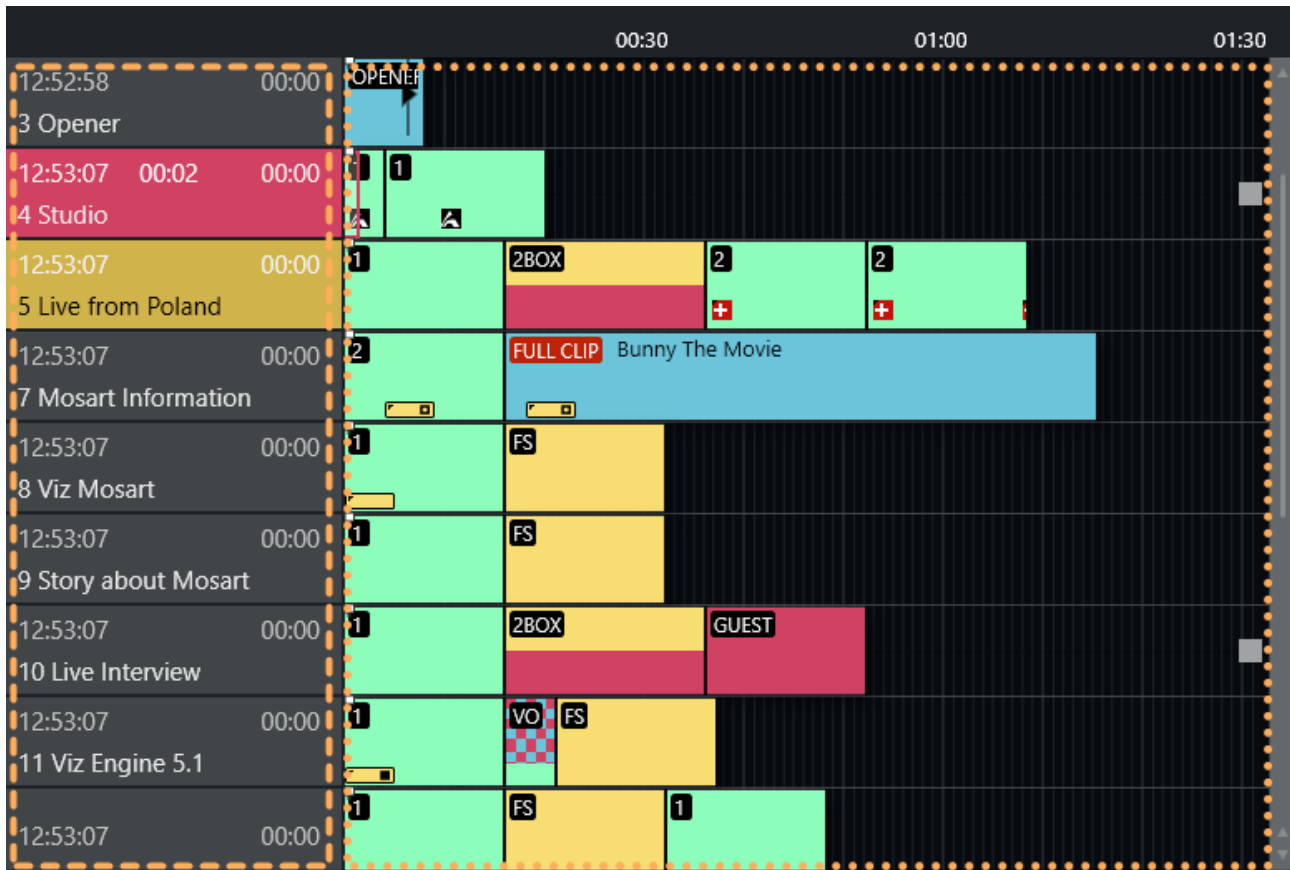 00:30 01:00 01:30
12:52:58 00:00 OPENER
3 Opener
12:53:07 00:02 00:00 1 1
4 Studio
12:53:07 00:00 1 2BOX 2 2
5 Live from Poland
12:53:07 00:00 2 FULL CLIP Bunny The Movie
7 Mosart Information
12:53:07 00:00 1 FS
8 Viz Mosart
12:53:07 00:00 1 FS
9 Story about Mosart
12:53:07 00:00 1 2BOX GUEST
10 Live Interview
12:53:07 00:00 1 VO FS
11 Viz Engine 5.1
1 FS 1
12:53:07 00:00